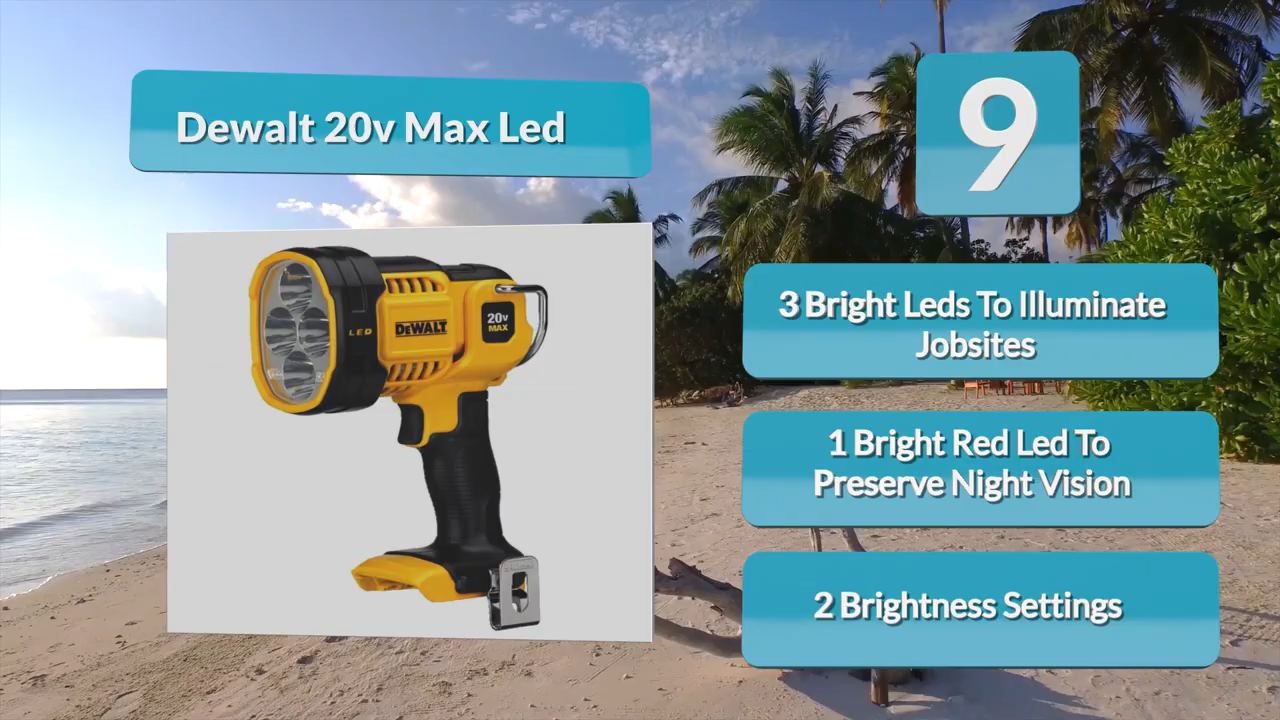 Dewalt 20v Max Led
9
LED
DEWALT
20v
MAX
3 Bright Leds To Illuminate
Jobsites
1 Bright Red Led To
Preserve Night Vision
2 Brightness Settings